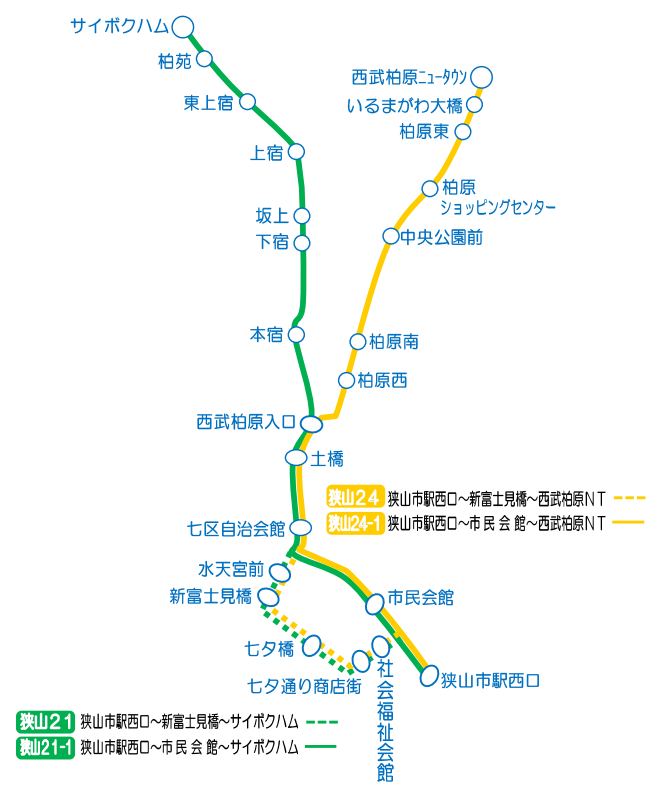 サイボクハム
柏苑
東上宿
上宿
坂上
下宿
本宿
西武柏原ニュータウン
いるまがわ大橋
柏原東
柏原
ショッピングセンター
中央公園前
柏原南
柏原西
西武柏原入口
土橋
狭山24 狭山市駅西口～新富士見橋～西武柏原NT
狭山24-1 狭山市駅西口～市民会館～西武柏原NT
七区自治会館
水天宮前
新富士見橋
市民会館
七夕橋
七夕通り商店街
社会福祉会館
狭山市駅西口
狭山21 狭山市駅西口～新富士見橋～サイボクハム
狭山21-1 狭山市駅西口～市民会館～サイボクハム